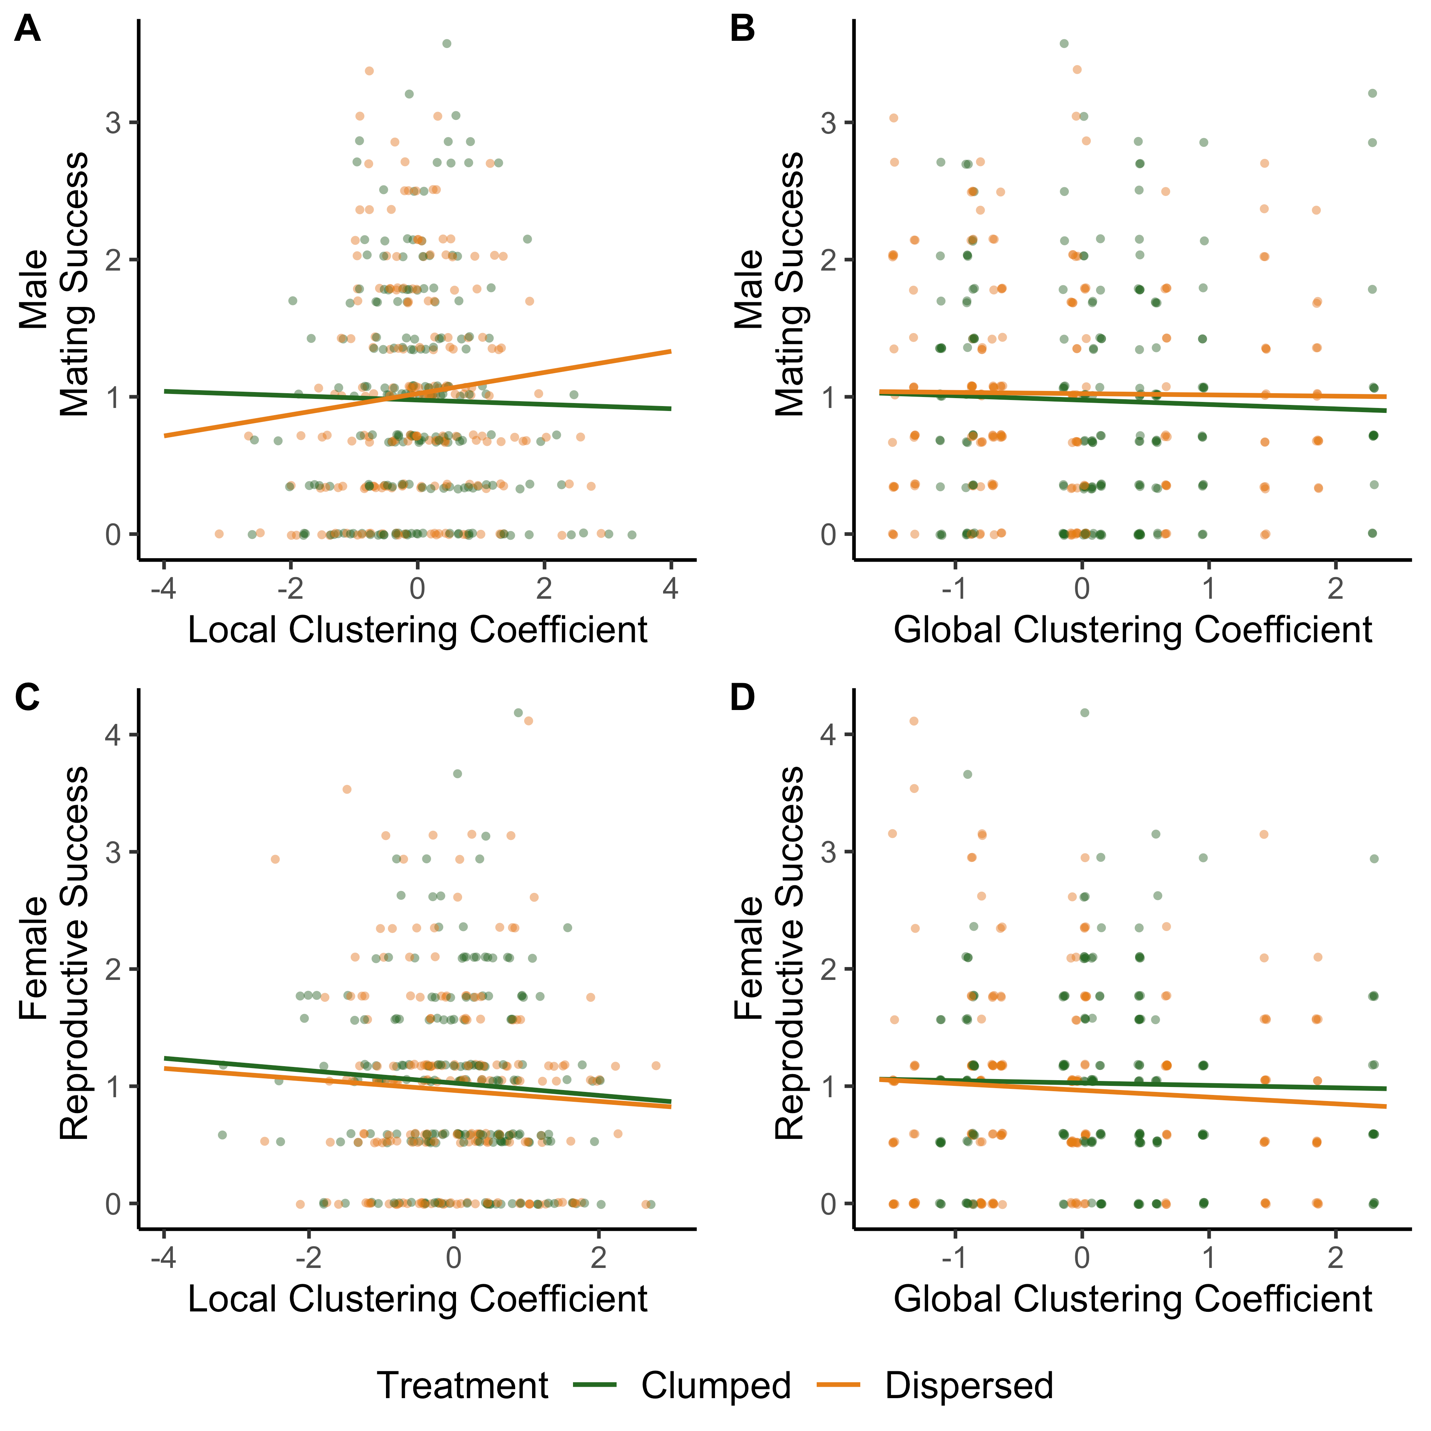 A
Male
Mating Success
3
2
1
0
-4 -2 0 2 4
Local Clustering Coefficient
B
Male
Mating Success
3
2
1
0
-1 0 1 2
Global Clustering Coefficient
C
Female
Reproductive Success
4
3
2
1
0
-4 -2 0 2
Local Clustering Coefficient
D
Female
Reproductive Success
4
3
2
1
0
-1 0 1 2
Global Clustering Coefficient
Treatment Clumped Dispersed